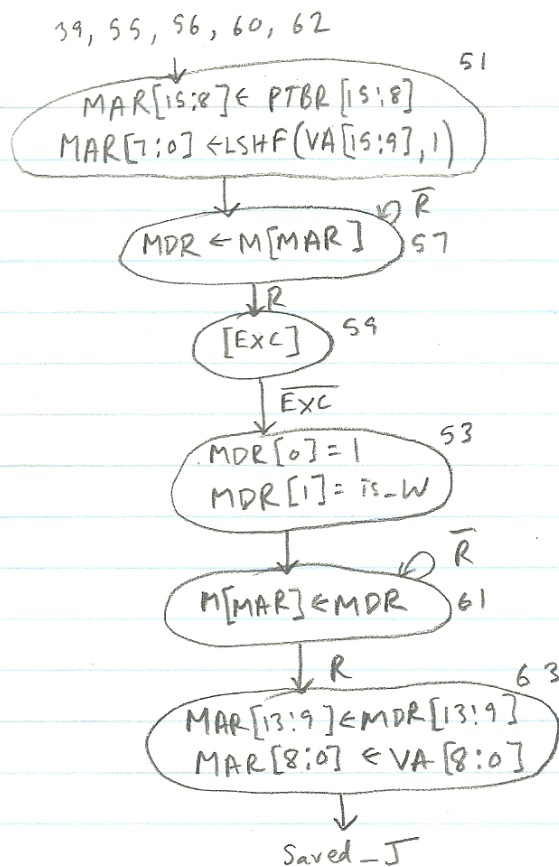 39, 55, 56, 60, 62
51
MAR[15:8] ← PTBR[15:8]
MAR[7:0] ← LSHF(VA[15:9],1)
R̅
MDR ← M[MAR]
57
R
[EXC]
59
E̅X̅C̅
53
MDR[0] = 1
MDR[1] = is_W
R̅
M[MAR] ← MDR
61
R
63
MAR[13:9] ← MDR[13:9]
MAR[8:0] ← VA[8:0]
Saved_J